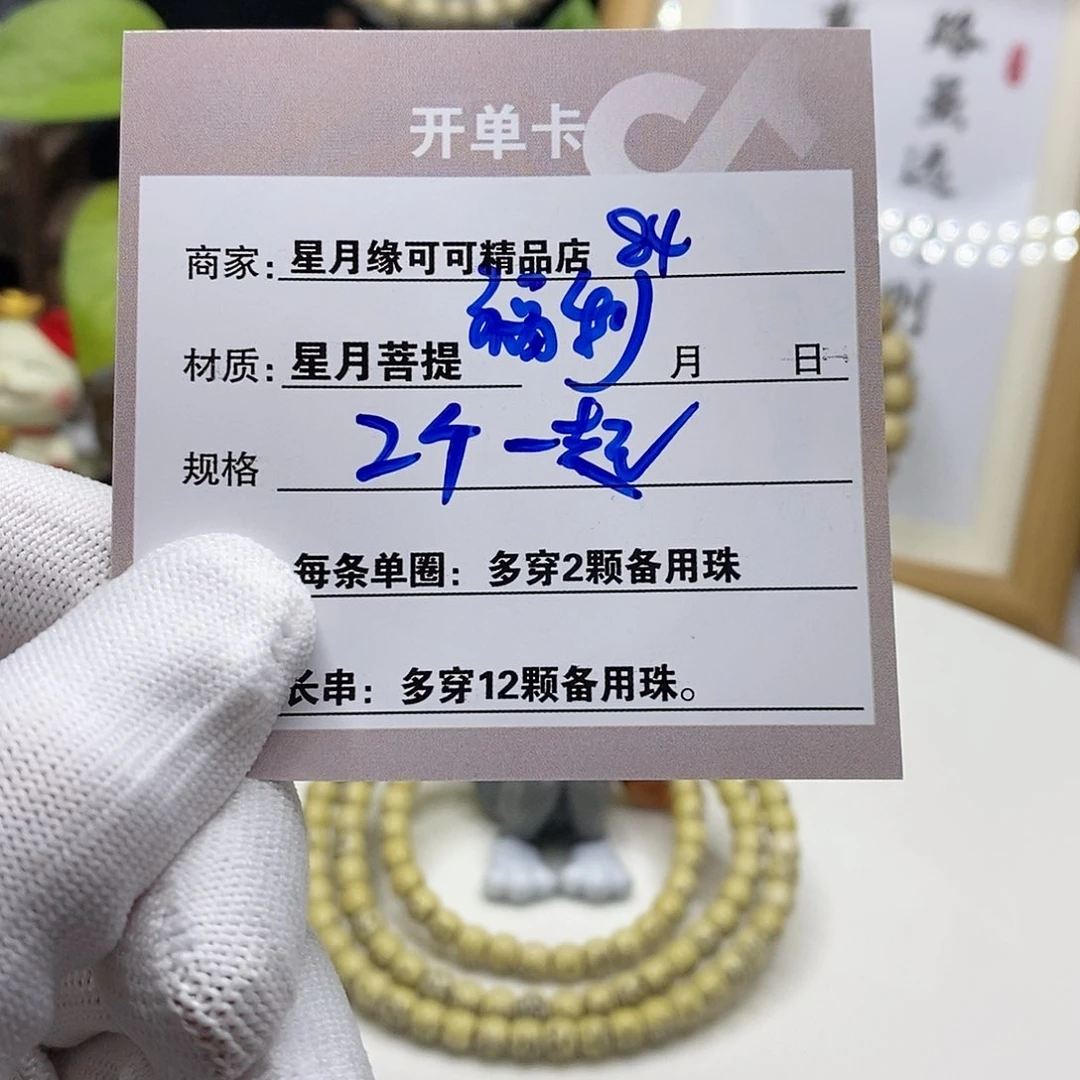 开单卡
商家：星月缘可可精品店 84
福利
材质：星月菩提 月 日
规格 2个一起
每条单圈：多穿2颗备用珠
长串：多穿12颗备用珠。